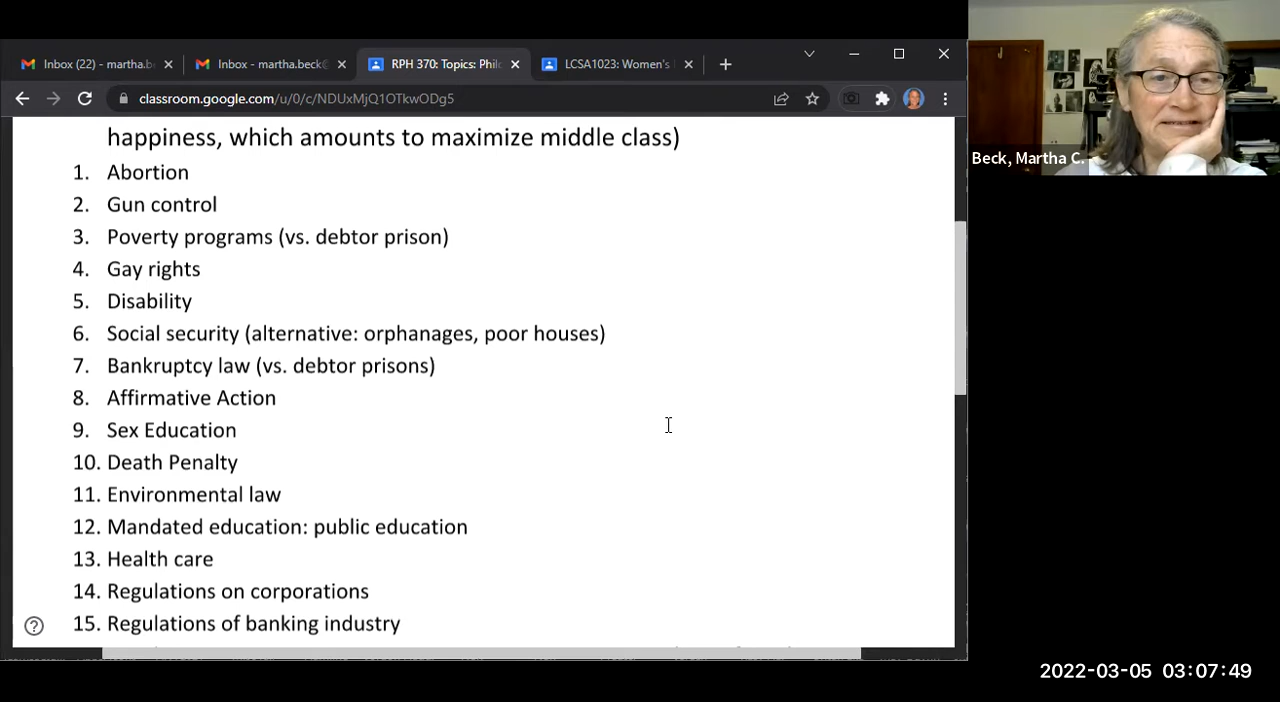 Inbox (22) - martha.b
Inbox - martha.beck@
RPH 370: Topics: Phil
LCSA1023: Women's
classroom.google.com/u/0/c/NDUxMjQ1OTkwODg5
happiness, which amounts to maximize middle class)
1. Abortion
2. Gun control
3. Poverty programs (vs. debtor prison)
4. Gay rights
5. Disability
6. Social security (alternative: orphanages, poor houses)
7. Bankruptcy law (vs. debtor prisons)
8. Affirmative Action
9. Sex Education
10. Death Penalty
11. Environmental law
12. Mandated education: public education
13. Health care
14. Regulations on corporations
15. Regulations of banking industry
Beck, Martha C.
2022-03-05 03:07:49